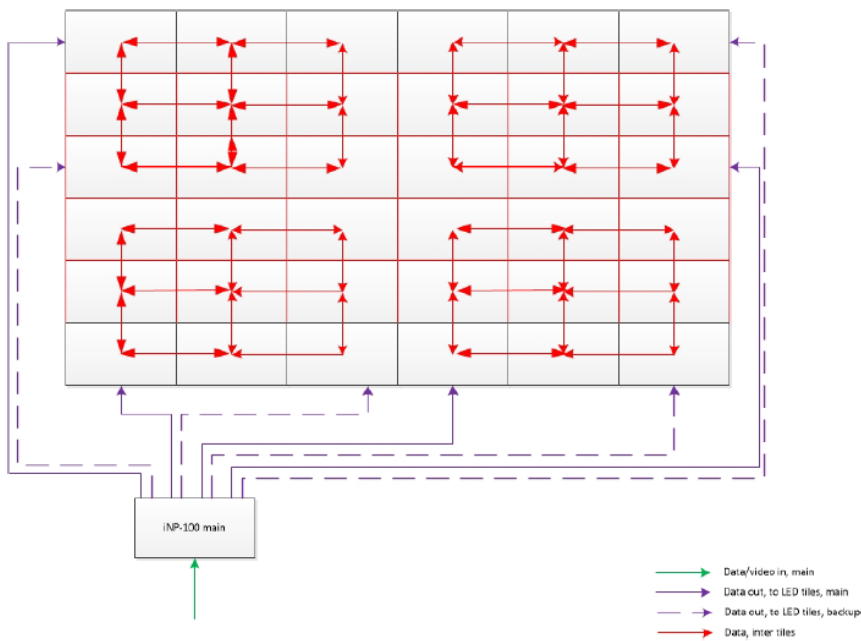 iNP-100 main
Data/video in, main
Data out, to LED tiles, main
Data out, to LED tiles, backup
Data, inter tiles